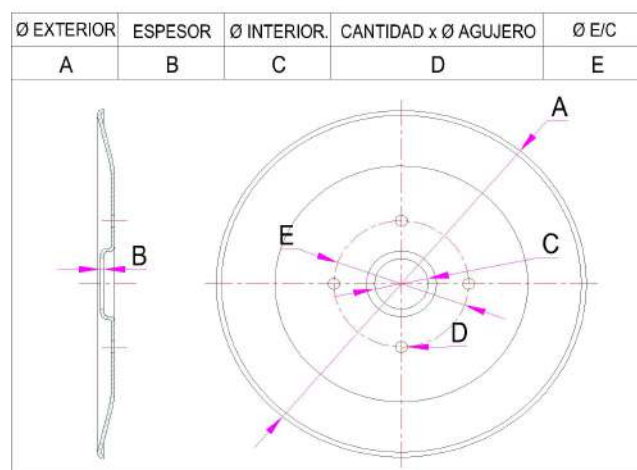 Ø EXTERIOR ESPESOR Ø INTERIOR. CANTIDAD x Ø AGUJERO Ø E/C
A B C D E
A
B
E
C
D